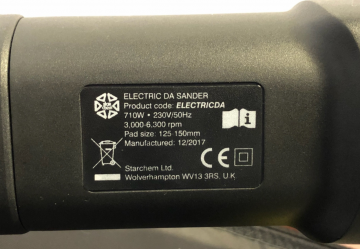 ELECTRIC DA SANDER
Product code: ELECTRICDA
710W • 230V/50Hz
3,000-6,300 rpm
Pad size: 125-150mm
Manufactured: 12/2017
CE
Starchem Ltd.
Wolverhampton WV13 3RS, U.K